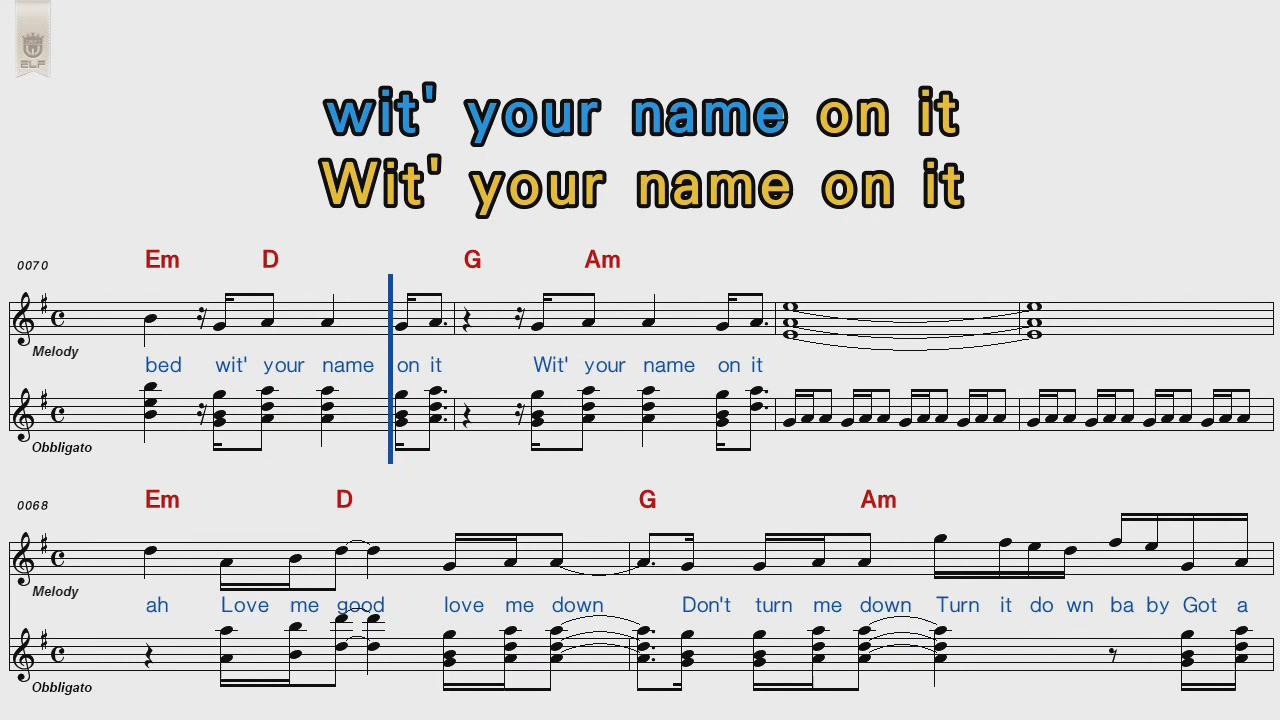 ELF
wit' your name on it
Wit' your name on it
0070 Em D G Am
Melody
bed wit' your name on it Wit' your name on it
Obbligato
0068 Em D G Am
Melody
ah Love me good love me down Don't turn me down Turn it do wn ba by Got a
Obbligato